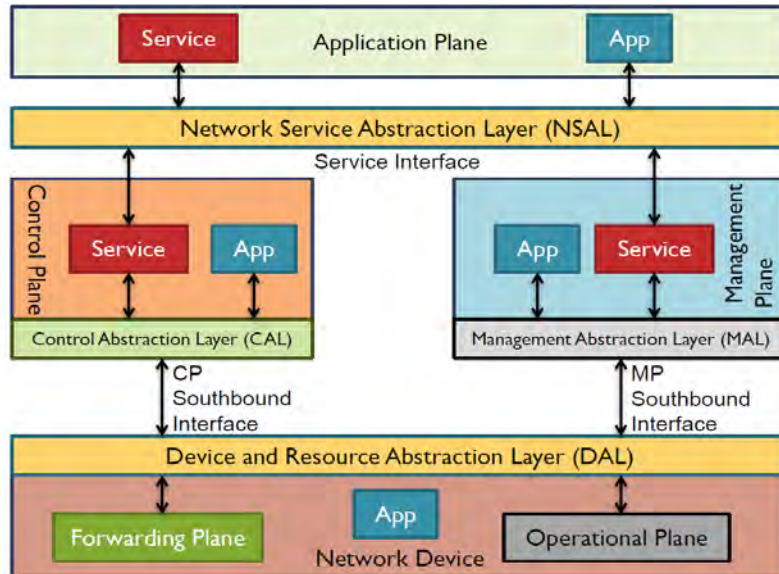 Service
Application Plane
App
Network Service Abstraction Layer (NSAL)
Service Interface
Control Plane
Service
App
App
Service
Management
Plane
Control Abstraction Layer (CAL)
Management Abstraction Layer (MAL)
CP
Southbound
Interface
MP
Southbound
Interface
Device and Resource Abstraction Layer (DAL)
Forwarding Plane
App
Operational Plane
Network Device